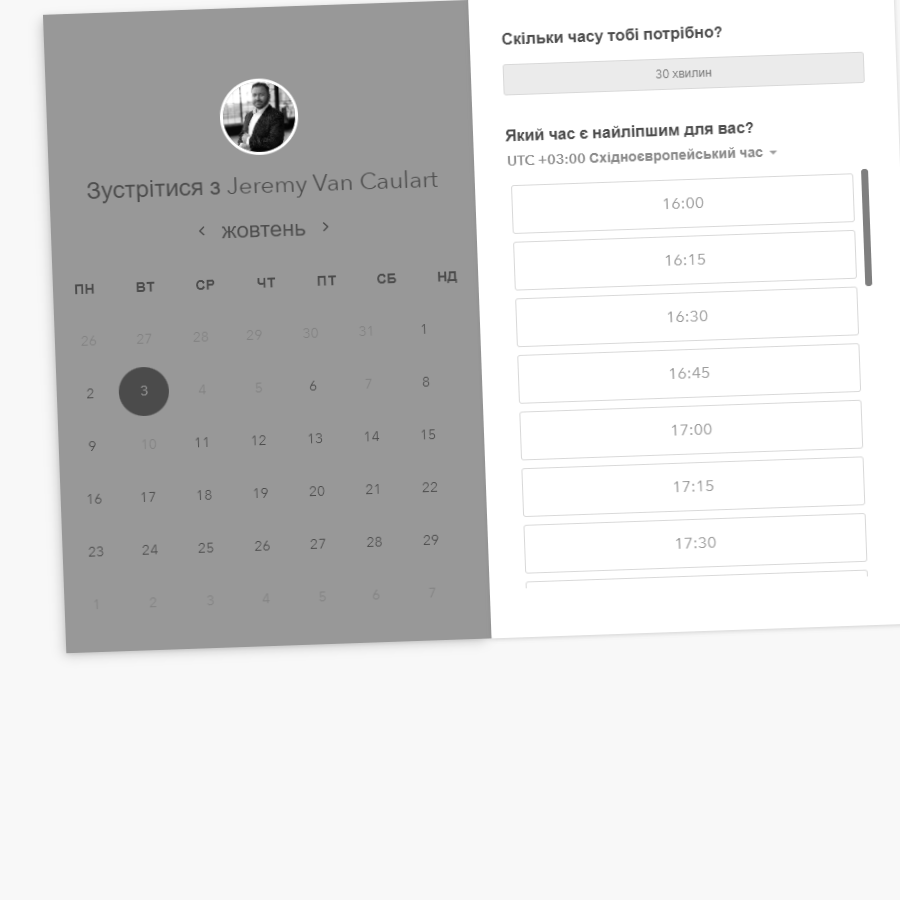 Зустрітися з Jeremy Van Caulart
жовтень
ПН ВТ СР ЧТ ПТ СБ НД
26 27 28 29 30 31 1
2 3 4 5 6 7 8
9 10 11 12 13 14 15
16 17 18 19 20 21 22
23 24 25 26 27 28 29
1 2 3 4 5 6 7
Скільки часу тобі потрібно?
30 хвилин
Який час є найліпшим для вас?
UTC +03:00 Східноєвропейський час
16:00
16:15
16:30
16:45
17:00
17:15
17:30